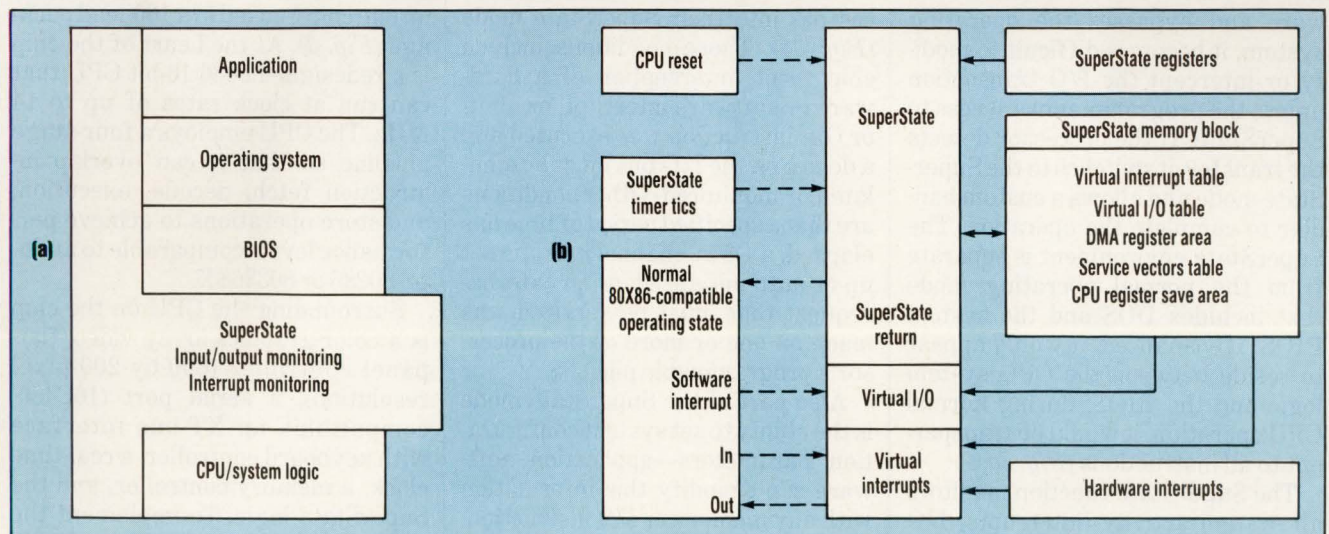 (a)
Application
Operating system
BIOS
SuperState
Input/output monitoring
Interrupt monitoring
CPU/system logic
(b)
CPU reset
SuperState
timer tics
Normal
80X86-compatible
operating state
Software
interrupt
In
Out
SuperState
SuperState
return
Virtual I/O
Virtual
interrupts
SuperState registers
SuperState memory block
Virtual interrupt table
Virtual I/O table
DMA register area
Service vectors table
CPU register save area
Hardware interrupts